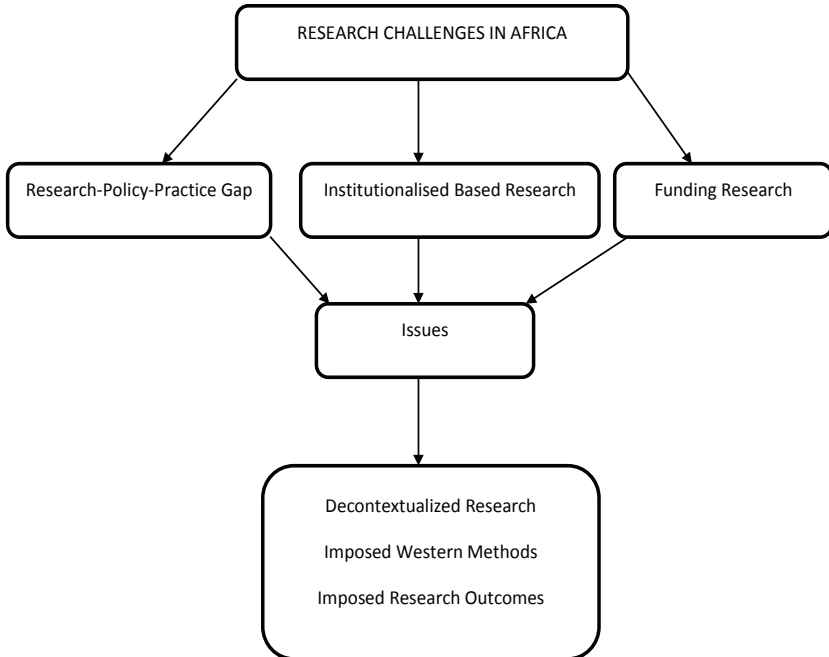 RESEARCH CHALLENGES IN AFRICA
Research-Policy-Practice Gap
Institutionalised Based Research
Funding Research
Issues
Decontextualized Research
Imposed Western Methods
Imposed Research Outcomes